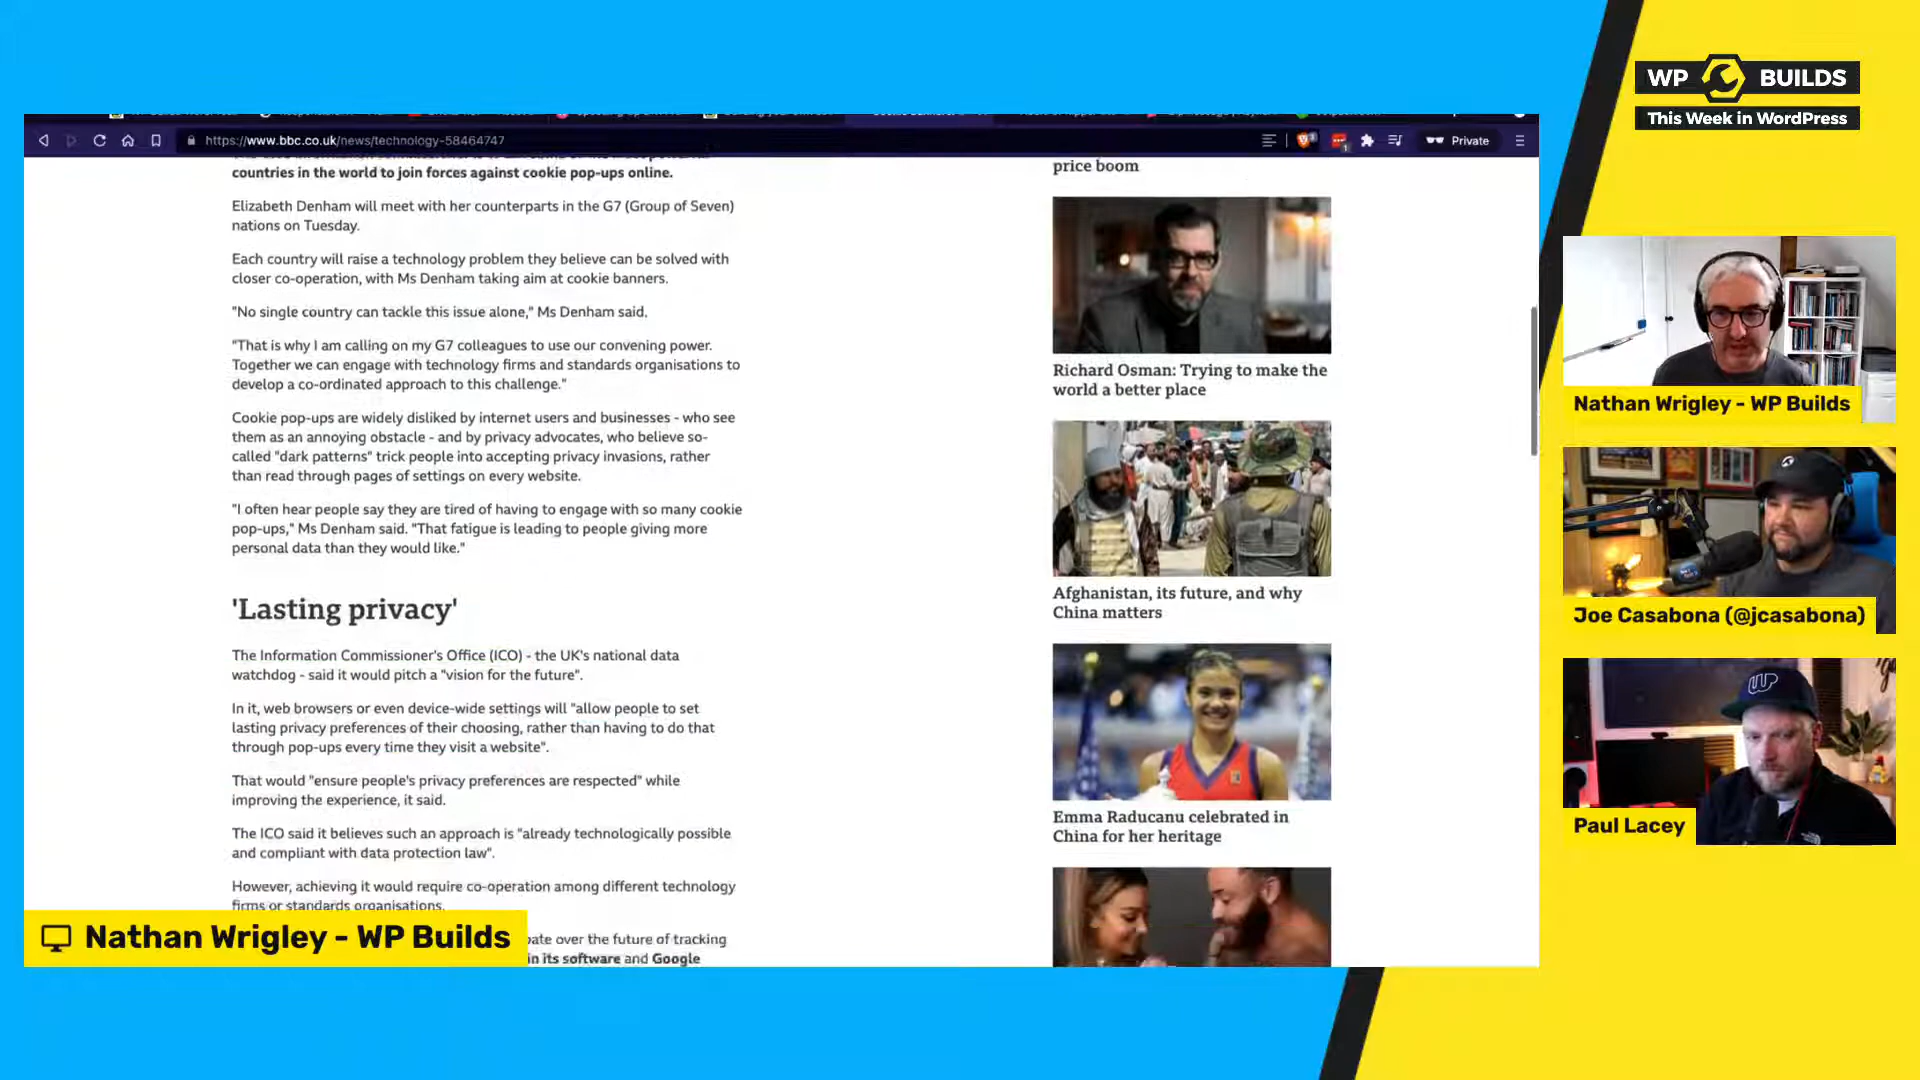 WP BUILDS
This Week in WordPress
https://www.bbc.co.uk/news/technology-58464747
Private
countries in the world to join forces against cookie pop-ups online.
Elizabeth Denham will meet with her counterparts in the G7 (Group of Seven)
nations on Tuesday.
Each country will raise a technology problem they believe can be solved with
closer co-operation, with Ms Denham taking aim at cookie banners.
"No single country can tackle this issue alone," Ms Denham said.
"That is why I am calling on my G7 colleagues to use our convening power.
Together we can engage with technology firms and standards organisations to
develop a co-ordinated approach to this challenge."
Cookie pop-ups are widely disliked by internet users and businesses - who see
them as an annoying obstacle - and by privacy advocates, who believe so-
called "dark patterns" trick people into accepting privacy invasions, rather
than read through pages of settings on every website.
"I often hear people say they are tired of having to engage with so many cookie
pop-ups," Ms Denham said. "That fatigue is leading to people giving more
personal data than they would like."
'Lasting privacy'
The Information Commissioner's Office (ICO) - the UK's national data
watchdog - said it would pitch a "vision for the future".
In it, web browsers or even device-wide settings will "allow people to set
lasting privacy preferences of their choosing, rather than having to do that
through pop-ups every time they visit a website".
That would "ensure people's privacy preferences are respected" while
improving the experience, it said.
The ICO said it believes such an approach is "already technologically possible
and compliant with data protection law".
However, achieving it would require co-operation among different technology
firms or standards organisations.
over the future of tracking
in its software and Google
price boom
Richard Osman: Trying to make the
world a better place
Afghanistan, its future, and why
China matters
Emma Raducanu celebrated in
China for her heritage
Nathan Wrigley - WP Builds
Nathan Wrigley - WP Builds
Joe Casabona (@jcasabona)
Paul Lacey